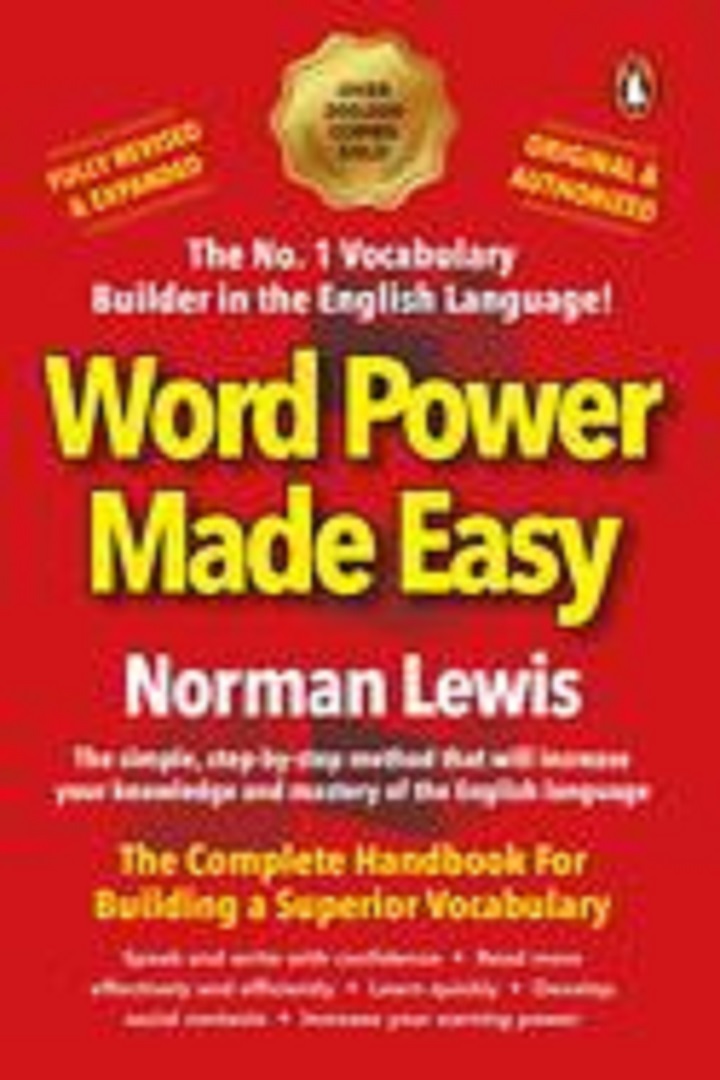 OVER
COPIES
SOLD
FULLY REVISED
& EXPANDED
ORIGINAL &
AUTHORIZED
The No. 1 Vocabulary
Builder in the English Language!
Word Power
Made Easy
Norman Lewis
The simple, step-by-step method that will increase
your knowledge and mastery of the English language
The Complete Handbook For
Building a Superior Vocabulary
Speak and write with confidence • Read more
effectively and efficiently • Learn quickly • Develop
social contacts • Increase your earning power